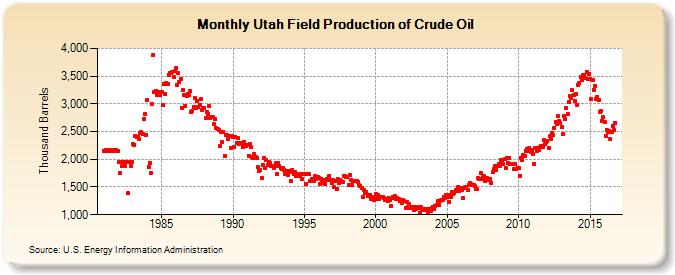 Monthly Utah Field Production of Crude Oil
Thousand Barrels
4,000
3,500
3,000
2,500
2,000
1,500
1,000
1985 1990 1995 2000 2005 2010 2015
Source: U.S. Energy Information Administration